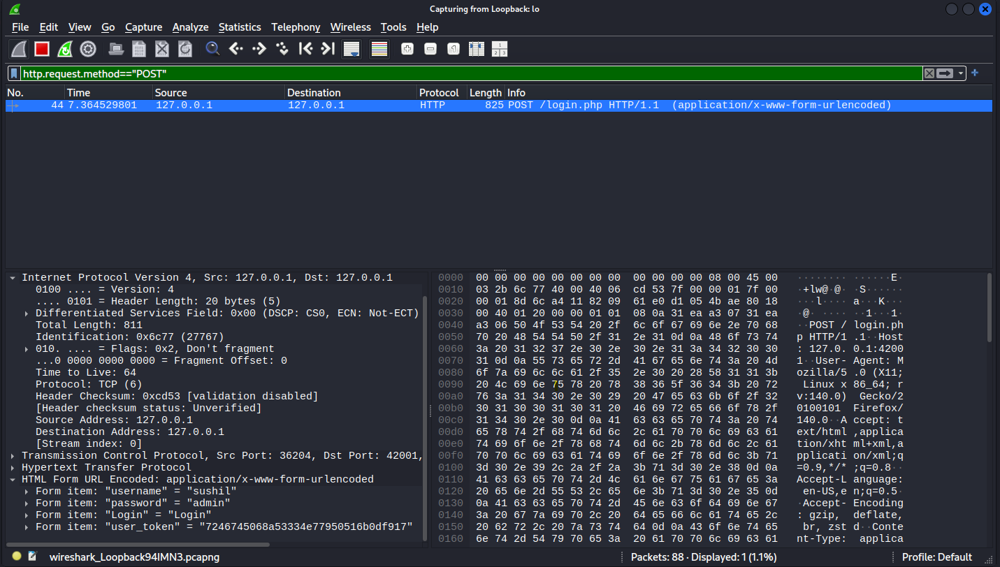 Capturing from Loopback: lo
File Edit View Go Capture Analyze Statistics Telephony Wireless Tools Help
http.request.method=="POST"
No. Time Source Destination Protocol Length Info
44 7.364529801 127.0.0.1 127.0.0.1 HTTP 825 POST /login.php HTTP/1.1 (application/x-www-form-urlencoded)
Internet Protocol Version 4, Src: 127.0.0.1, Dst: 127.0.0.1
0100 .... = Version: 4
.... 0101 = Header Length: 20 bytes (5)
Differentiated Services Field: 0x00 (DSCP: CS0, ECN: Not-ECT)
Total Length: 811
Identification: 0x6c77 (27767)
010. .... = Flags: 0x2, Don't fragment
...0 0000 0000 0000 = Fragment Offset: 0
Time to Live: 64
Protocol: TCP (6)
Header Checksum: 0xcd53 [validation disabled]
[Header checksum status: Unverified]
Source Address: 127.0.0.1
Destination Address: 127.0.0.1
[Stream index: 0]
Transmission Control Protocol, Src Port: 36204, Dst Port: 42001,
Hypertext Transfer Protocol
HTML Form URL Encoded: application/x-www-form-urlencoded
Form item: "username" = "sushil"
Form item: "password" = "admin"
Form item: "Login" = "Login"
Form item: "user_token" = "7246745068a53334e77950516b0df917"
0000 00 00 00 00 00 00 00 00 00 00 00 00 08 00 45 00 ········ ······E·
0010 03 2b 6c 77 40 00 40 06 cd 53 7f 00 00 01 7f 00 ·+lw@·@· ·S······
0020 00 01 8d 6c a4 11 82 09 61 e0 d1 05 4b ae 80 18 ···l···· a···K···
0030 00 40 01 20 00 00 01 01 08 0a 31 ea a3 07 31 ea ·@· ···· ··1···1·
0040 a3 06 50 4f 53 54 20 2f 6c 6f 67 69 6e 2e 70 68 ··POST / login.ph
0050 70 20 48 54 54 50 2f 31 2e 31 0d 0a 48 6f 73 74 p HTTP/1 .1··Host
0060 3a 20 31 32 37 2e 30 2e 30 2e 31 3a 34 32 30 30 : 127.0. 0.1:4200
0070 31 0d 0a 55 73 65 72 2d 41 67 65 6e 74 3a 20 4d 1··User- Agent: M
0080 6f 7a 69 6c 6c 61 2f 35 2e 30 20 28 58 31 31 3b ozilla/5 .0 (X11;
0090 20 4c 69 6e 75 78 20 78 38 36 5f 36 34 3b 20 72 Linux x 86_64; r
00a0 76 3a 31 34 30 2e 30 29 20 47 65 63 6b 6f 2f 32 v:140.0) Gecko/2
00b0 30 31 30 30 31 30 31 20 46 69 72 65 66 6f 78 2f 0100101 Firefox/
00c0 31 34 30 2e 30 0d 0a 41 63 63 65 70 74 3a 20 74 140.0··A ccept: t
00d0 65 78 74 2f 68 74 6d 6c 2c 61 70 70 6c 69 63 61 ext/html ,applica
00e0 74 69 6f 6e 2f 78 68 74 6d 6c 2b 78 6d 6c 2c 61 tion/xht ml+xml,a
00f0 70 70 6c 69 63 61 74 69 6f 6e 2f 78 6d 6c 3b 71 pplicati on/xml;q
0100 3d 30 2e 39 2c 2a 2f 2a 3b 71 3d 30 2e 38 0d 0a =0.9,*/* ;q=0.8··
0110 41 63 63 65 70 74 2d 4c 61 6e 67 75 61 67 65 3a Accept-L anguage:
0120 20 65 6e 2d 55 53 2c 65 6e 3b 71 3d 30 2e 35 0d en-US,e n;q=0.5·
0130 0a 41 63 63 65 70 74 2d 45 6e 63 6f 64 69 6e 67 ·Accept- Encoding
0140 3a 20 67 7a 69 70 2c 20 64 65 66 6c 61 74 65 2c : gzip, deflate,
0150 20 62 72 2c 20 7a 73 74 64 0d 0a 43 6f 6e 74 65 br, zst d··Conte
0160 6e 74 2d 54 79 70 65 3a 20 61 70 70 6c 69 63 61 nt-Type: applica
wireshark_Loopback94IMN3.pcapng Packets: 88 · Displayed: 1 (1.1%) Profile: Default